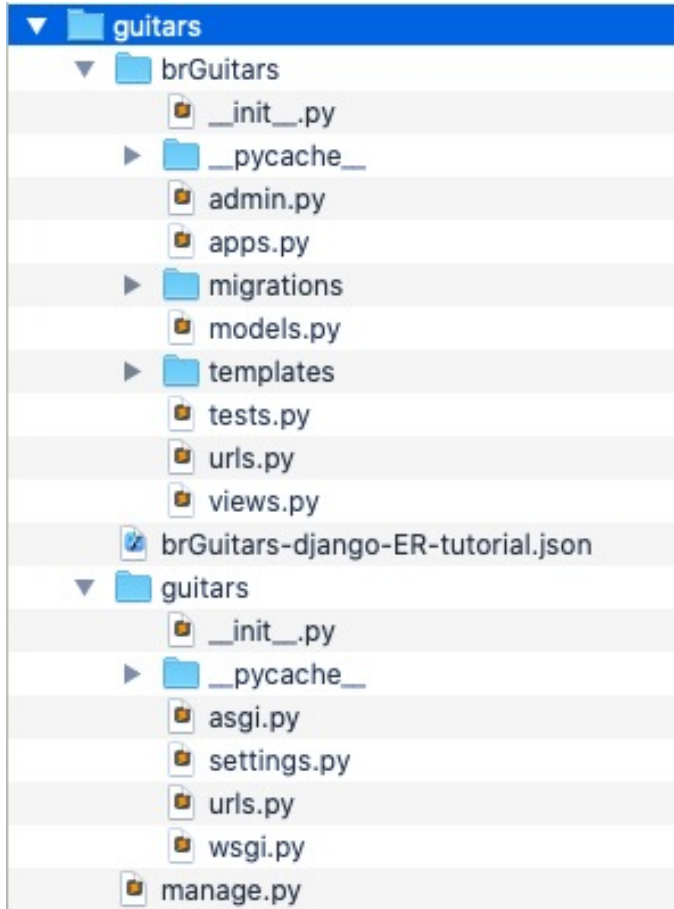 guitars
brGuitars
__init__.py
__pycache__
admin.py
apps.py
migrations
models.py
templates
tests.py
urls.py
views.py
brGuitars-django-ER-tutorial.json
guitars
__init__.py
__pycache__
asgi.py
settings.py
urls.py
wsgi.py
manage.py